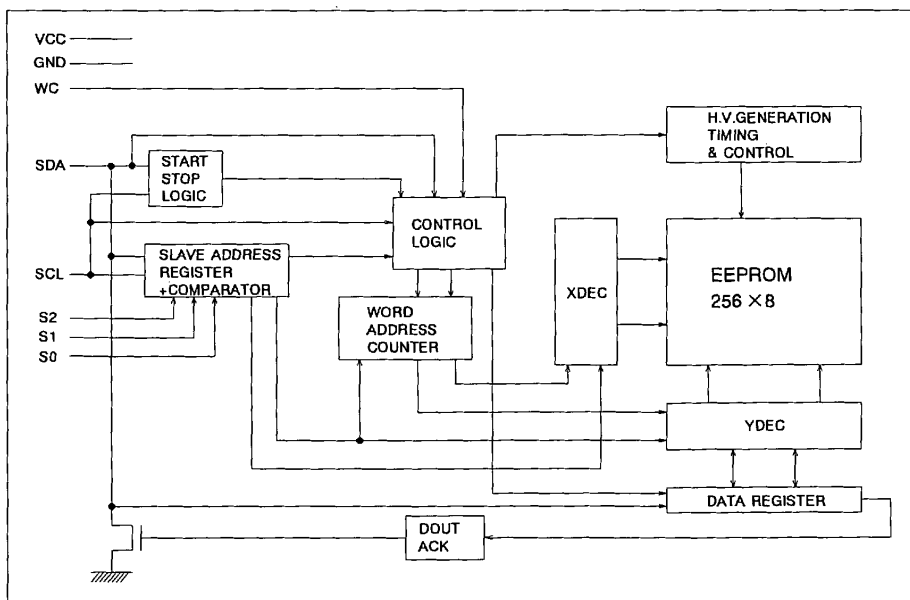 VCC
GND
WC
SDA
SCL
S2
S1
S0
START
STOP
LOGIC
SLAVE ADDRESS
REGISTER
+COMPARATOR
CONTROL
LOGIC
WORD
ADDRESS
COUNTER
H.V.GENERATION
TIMING
& CONTROL
XDEC
EEPROM
256 ×8
YDEC
DATA REGISTER
DOUT
ACK